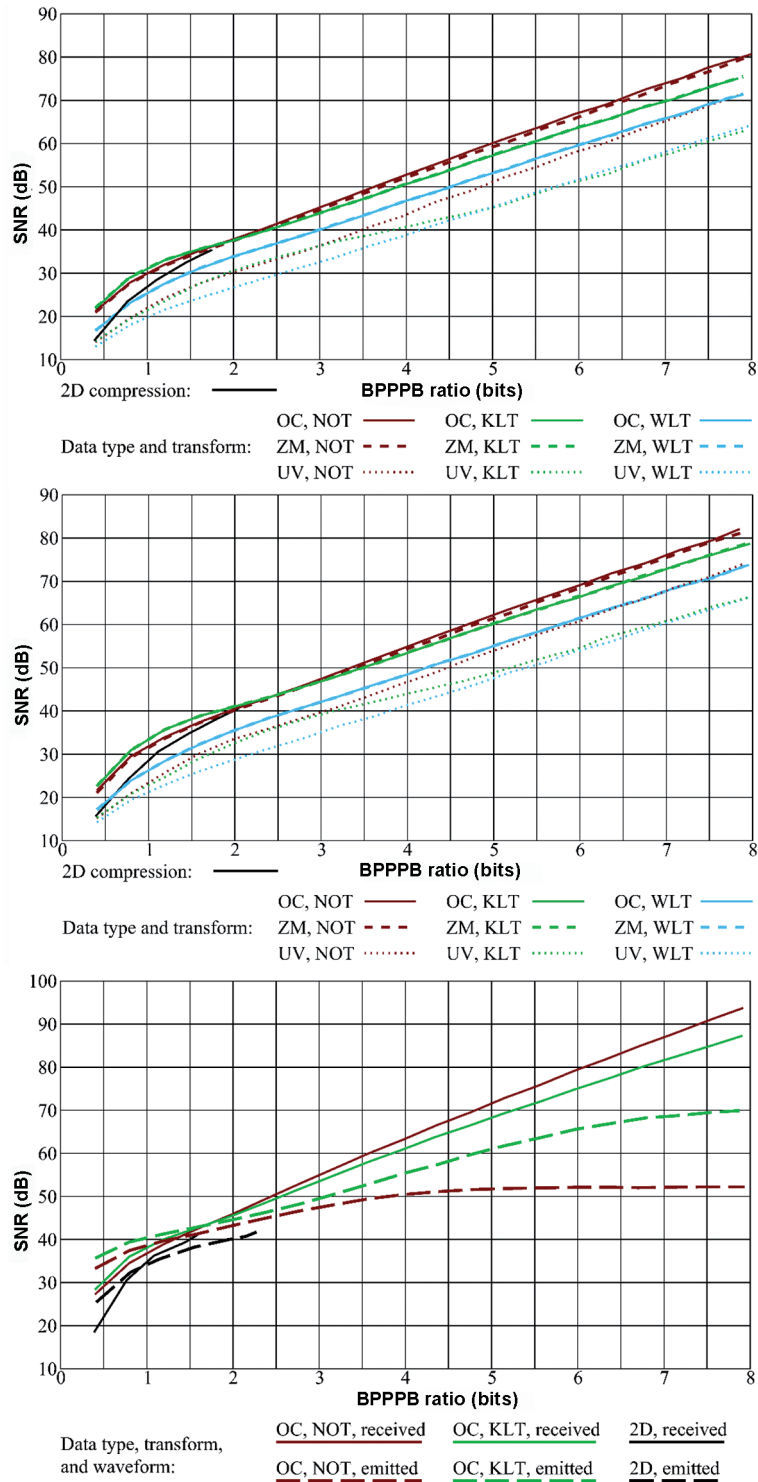 90
80
70
60
50
40
30
20
10
SNR (dB)
0 1 2 3 4 5 6 7 8
BPPPB ratio (bits)
2D compression:
OC, NOT OC, KLT OC, WLT
Data type and transform: ZM, NOT ZM, KLT ZM, WLT
UV, NOT UV, KLT UV, WLT
90
80
70
60
50
40
30
20
10
SNR (dB)
0 1 2 3 4 5 6 7 8
BPPPB ratio (bits)
2D compression:
OC, NOT OC, KLT OC, WLT
Data type and transform: ZM, NOT ZM, KLT ZM, WLT
UV, NOT UV, KLT UV, WLT
100
90
80
70
60
50
40
30
20
10
SNR (dB)
0 1 2 3 4 5 6 7 8
BPPPB ratio (bits)
OC, NOT, received OC, KLT, received 2D, received
Data type, transform,
and waveform: OC, NOT, emitted OC, KLT, emitted 2D, emitted